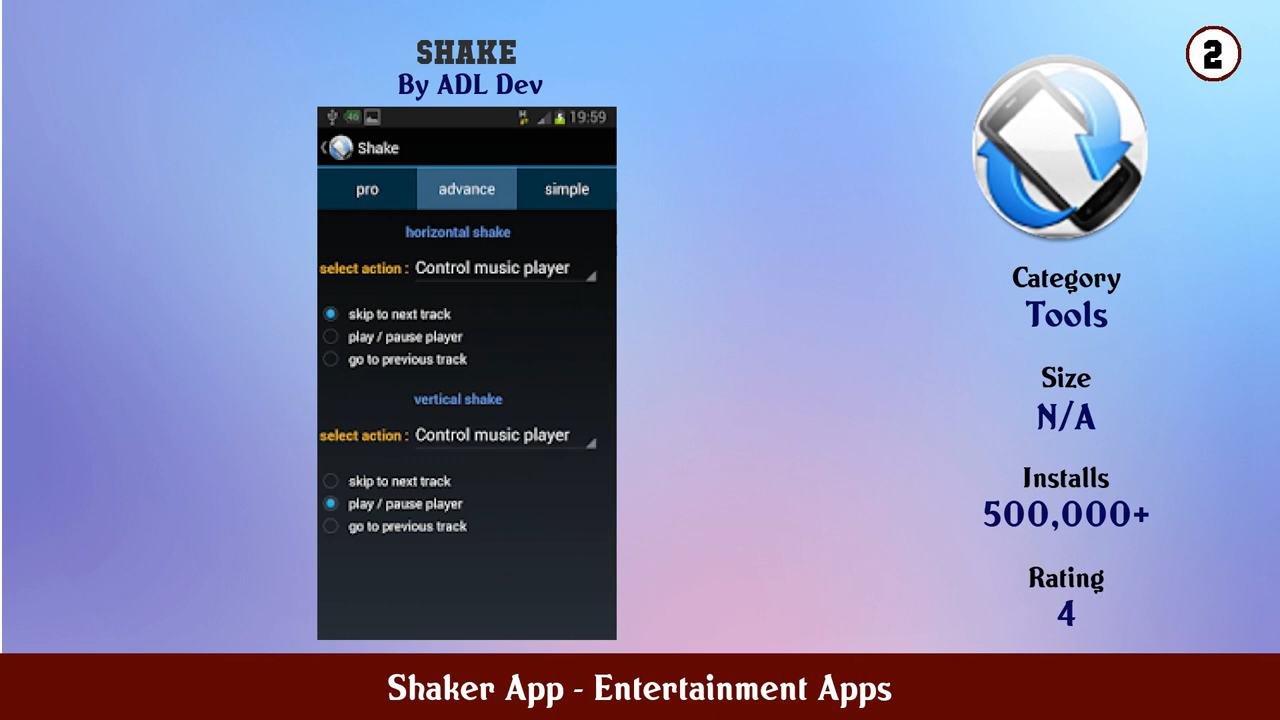 SHAKE
By ADL Dev
2
46
H
19:59
Shake
pro
advance
simple
horizontal shake
select action : Control music player
skip to next track
play / pause player
go to previous track
vertical shake
select action : Control music player
skip to next track
play / pause player
go to previous track
Category
Tools
Size
N/A
Installs
500,000+
Rating
4
Shaker App - Entertainment Apps